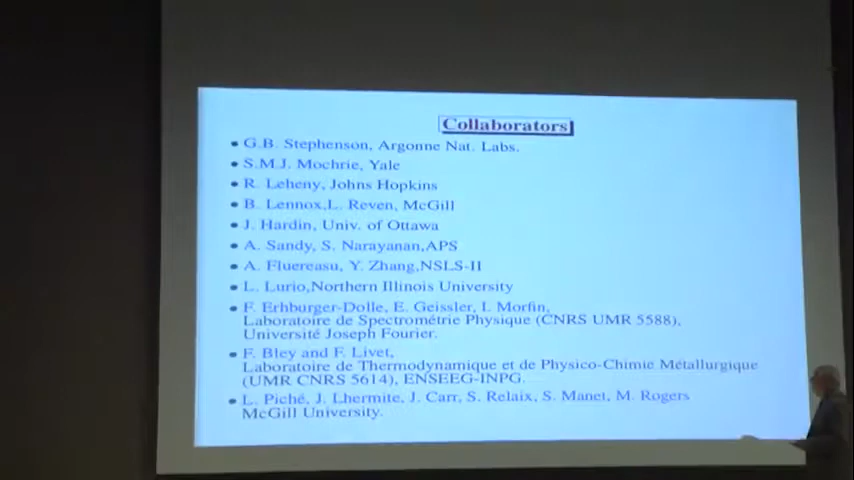 Collaborators
• G.B. Stephenson, Argonne Nat. Labs.
• S.M.J. Mochrie, Yale
• R. Leheny, Johns Hopkins
• B. Lennox,L. Reven, McGill
• J. Hardin, Univ. of Ottawa
• A. Sandy, S. Narayanan,APS
• A. Fluereasu, Y. Zhang,NSLS-II
• L. Lurio,Northern Illinois University
• F. Erhburger-Dolle, E. Geissler, I. Morfin,
Laboratoire de Spectrométrie Physique (CNRS UMR 5588),
Université Joseph Fourier.
• F. Bley and F. Livet,
Laboratoire de Thermodynamique et de Physico-Chimie Métallurgique
(UMR CNRS 5614), ENSEEG-INPG.
• L. Piché, J. Lhermite, J. Carr, S. Relaix, S. Manet, M. Rogers
McGill University.